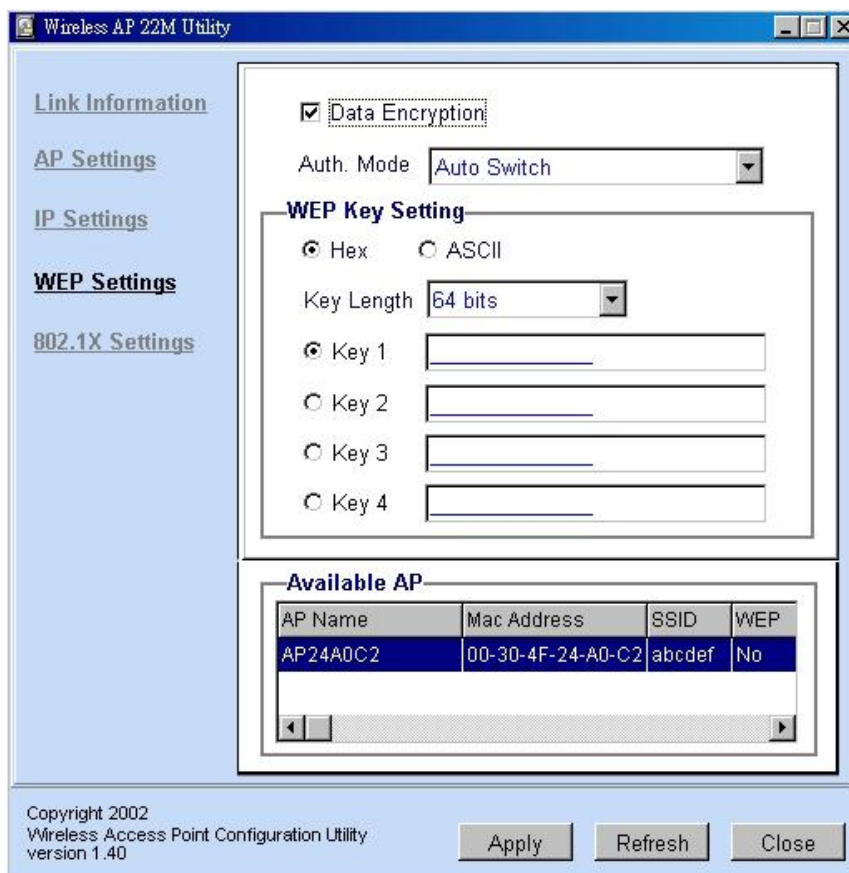 Wireless AP 22M Utility
Link Information
AP Settings
IP Settings
WEP Settings
802.1X Settings
Data Encryption
Auth. Mode Auto Switch
WEP Key Setting
Hex ASCII
Key Length 64 bits
Key 1
Key 2
Key 3
Key 4
Available AP
AP Name Mac Address SSID WEP
AP24A0C2 00-30-4F-24-A0-C2 abcdef No
Copyright 2002
Wireless Access Point Configuration Utility
version 1.40
Apply Refresh Close